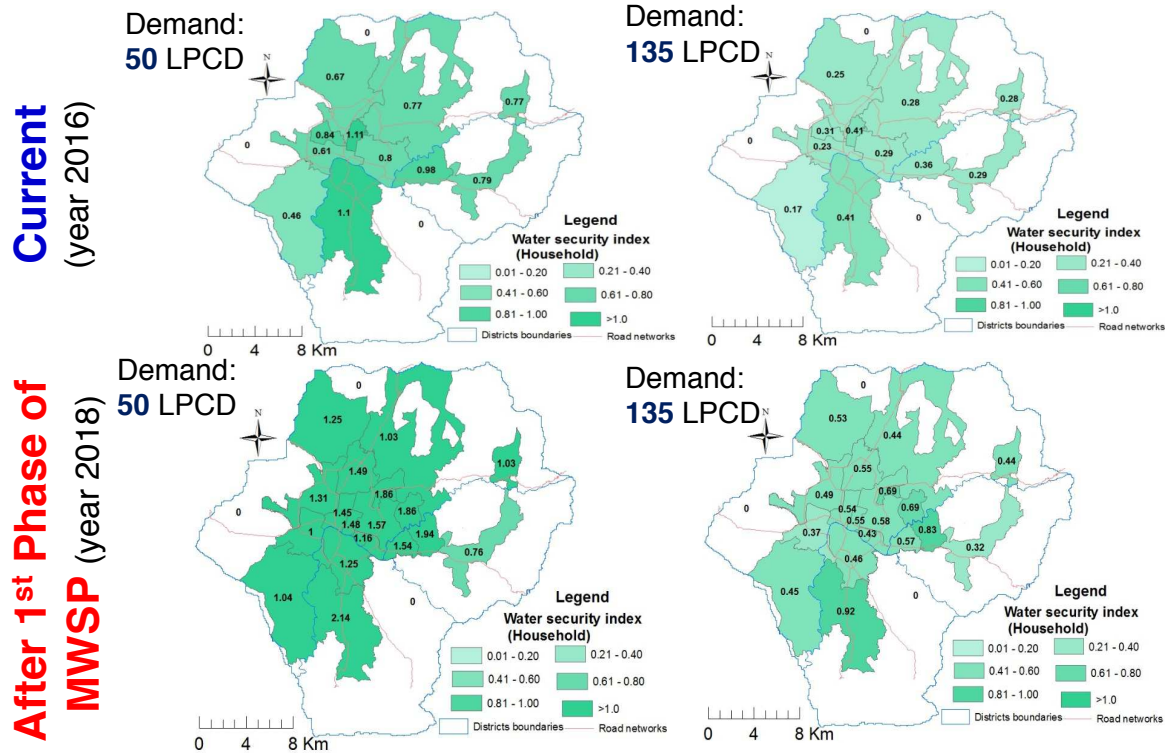 Current
(year 2016)
Demand:
50 LPCD
N
0
0.67
0.77
0.77
0.84
1.11
0
0.61
0.8
0.98
0.79
0.46
1.1
0
Legend
Water security index
(Household)
0.01 - 0.20
0.21 - 0.40
0.41 - 0.60
0.61 - 0.80
0.81 - 1.00
>1.0
Districts boundaries
Road networks
0 4 8 Km
Demand:
135 LPCD
N
0
0.25
0.28
0.28
0.31
0.41
0
0.23
0.29
0.36
0.29
0.17
0.41
0
Legend
Water security index
(Household)
0.01 - 0.20
0.21 - 0.40
0.41 - 0.60
0.61 - 0.80
0.81 - 1.00
>1.0
Districts boundaries
Road networks
0 4 8 Km
After 1st Phase of
MWSP (year 2018)
Demand:
50 LPCD
N
0
1.25
1.03
1.49
1.03
1.31
1.86
1.45
1.86
0
1.48
1.57
1.94
1
1.16
1.54
0.76
1.25
1.04
2.14
0
Legend
Water security index
(Household)
0.01 - 0.20
0.21 - 0.40
0.41 - 0.60
0.61 - 0.80
0.81 - 1.00
>1.0
Districts boundaries
Road networks
0 4 8 Km
Demand:
135 LPCD
N
0
0.53
0.44
0.55
0.44
0.49
0.69
0.54
0.69
0
0.55
0.58
0.83
0.37
0.43
0.57
0.32
0.46
0.45
0.92
0
Legend
Water security index
(Household)
0.01 - 0.20
0.21 - 0.40
0.41 - 0.60
0.61 - 0.80
0.81 - 1.00
>1.0
Districts boundaries
Road networks
0 4 8 Km